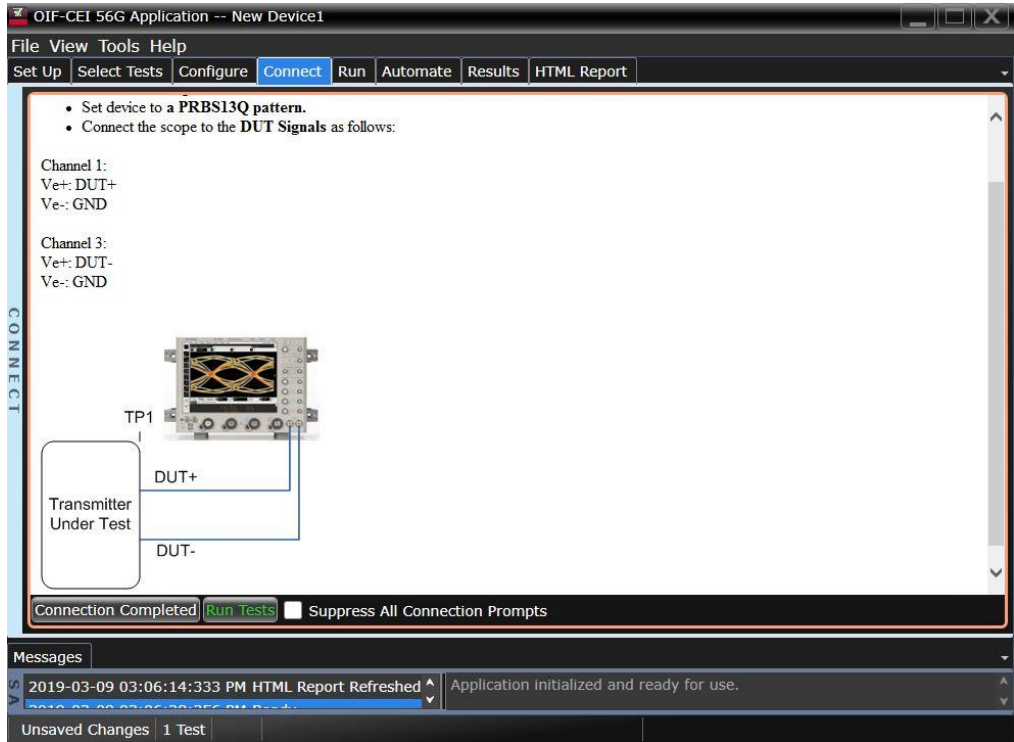 OIF-CEI 56G Application -- New Device1
File View Tools Help
Set Up Select Tests Configure Connect Run Automate Results HTML Report
• Set device to a PRBS13Q pattern.
• Connect the scope to the DUT Signals as follows:
Channel 1:
Ve+: DUT+
Ve-: GND
Channel 3:
Ve+: DUT-
Ve-: GND
CONNECT
TP1
DUT+
Transmitter
Under Test
DUT-
Connection Completed Run Tests Suppress All Connection Prompts
Messages
2019-03-09 03:06:14:333 PM HTML Report Refreshed
Application initialized and ready for use.
Unsaved Changes 1 Test